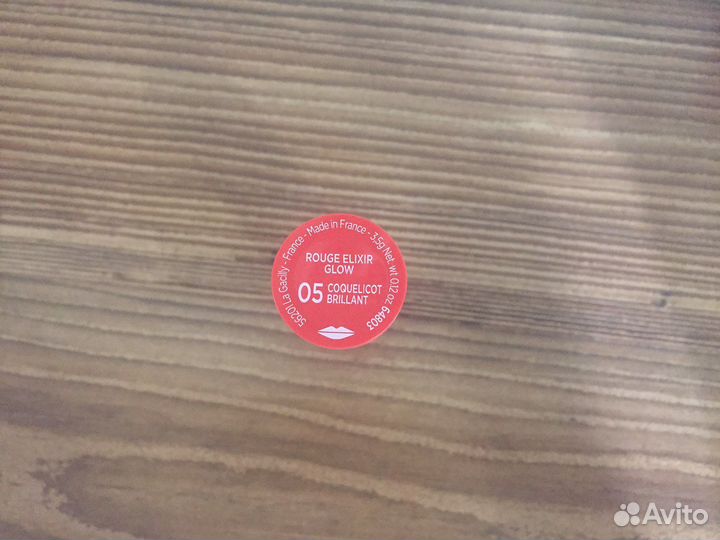 56201 La Gacilly - France - Made in France - 3,5g Net. wt 0.12 oz 64803
ROUGE ELIXIR
GLOW
05 COQUELICOT
BRILLANT
Avito